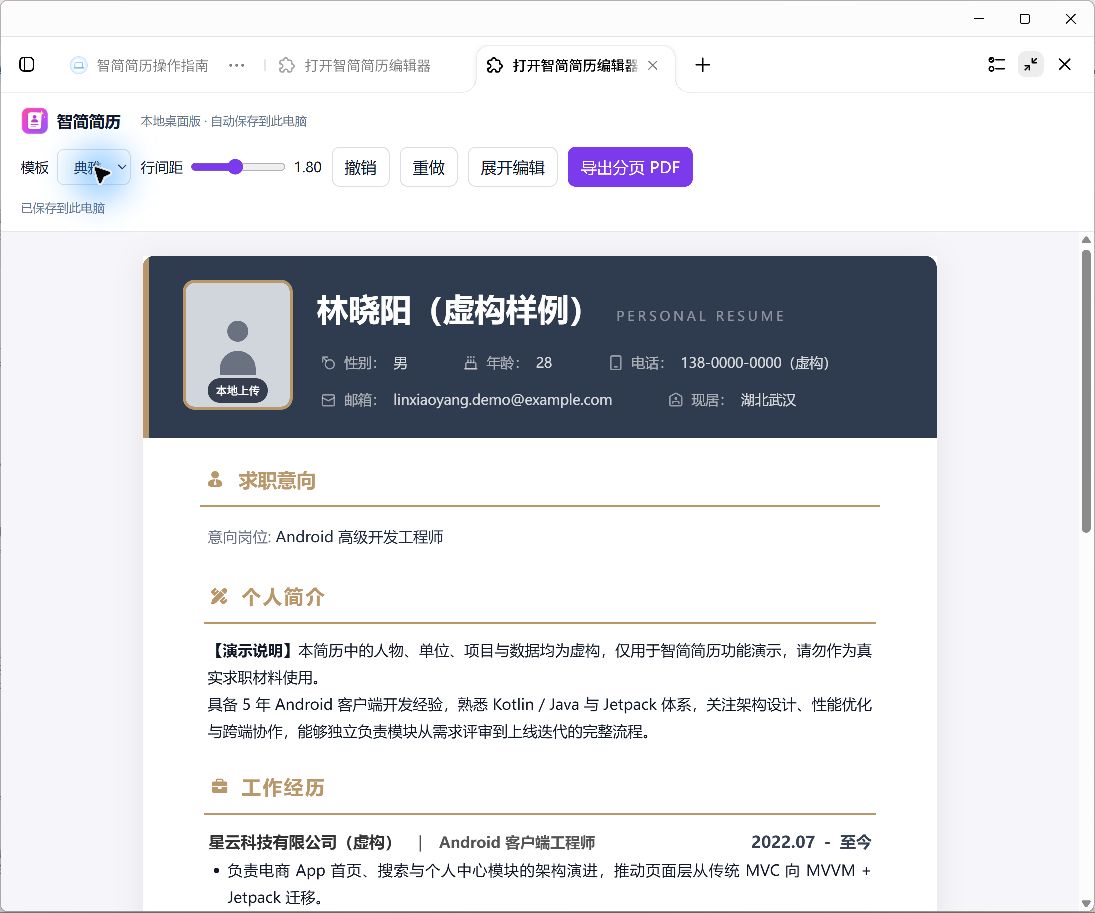 智简简历操作指南 ··· 打开智简简历编辑器 打开智简简历编辑器
智简简历 本地桌面版 · 自动保存到此电脑
模板 典雅 行间距 1.80 撤销 重做 展开编辑 导出分页 PDF
已保存到此电脑
林晓阳（虚构样例） PERSONAL RESUME
性别： 男 年龄： 28 电话： 138-0000-0000（虚构）
本地上传
邮箱： linxiaoyang.demo@example.com 现居： 湖北武汉
求职意向
意向岗位: Android 高级开发工程师
个人简介
【演示说明】本简历中的人物、单位、项目与数据均为虚构，仅用于智简简历功能演示，请勿作为真
实求职材料使用。
具备 5 年 Android 客户端开发经验，熟悉 Kotlin / Java 与 Jetpack 体系，关注架构设计、性能优化
与跨端协作，能够独立负责模块从需求评审到上线迭代的完整流程。
工作经历
星云科技有限公司（虚构） | Android 客户端工程师 2022.07 - 至今
• 负责电商 App 首页、搜索与个人中心模块的架构演进，推动页面层从传统 MVC 向 MVVM +
Jetpack 迁移。